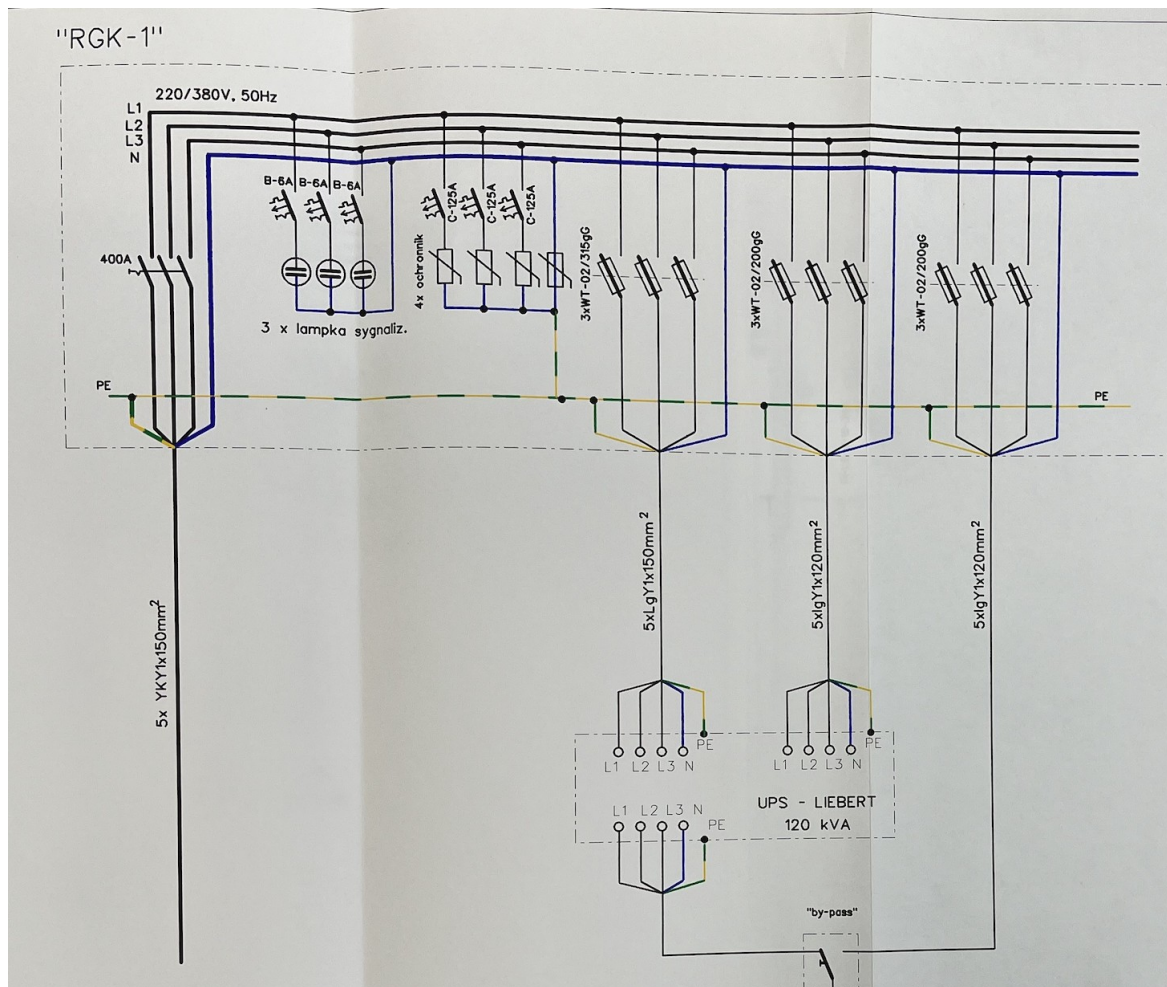 "RGK-1"
220/380V, 50Hz
L1
L2
L3
N
B-6A B-6A B-6A
C-125A
C-125A
C-125A
400A
4x ochronnik
3xWT-02/315gG
3xWT-02/200gG
3xWT-02/200gG
3 x lampka sygnaliz.
PE
PE
5x YKY1x150mm²
5xLgY1x150mm²
5xlgY1x120mm²
5xlgY1x120mm²
L1 L2 L3 N PE
L1 L2 L3 N PE
UPS - LIEBERT
120 kVA
L1 L2 L3 N PE
"by-pass"